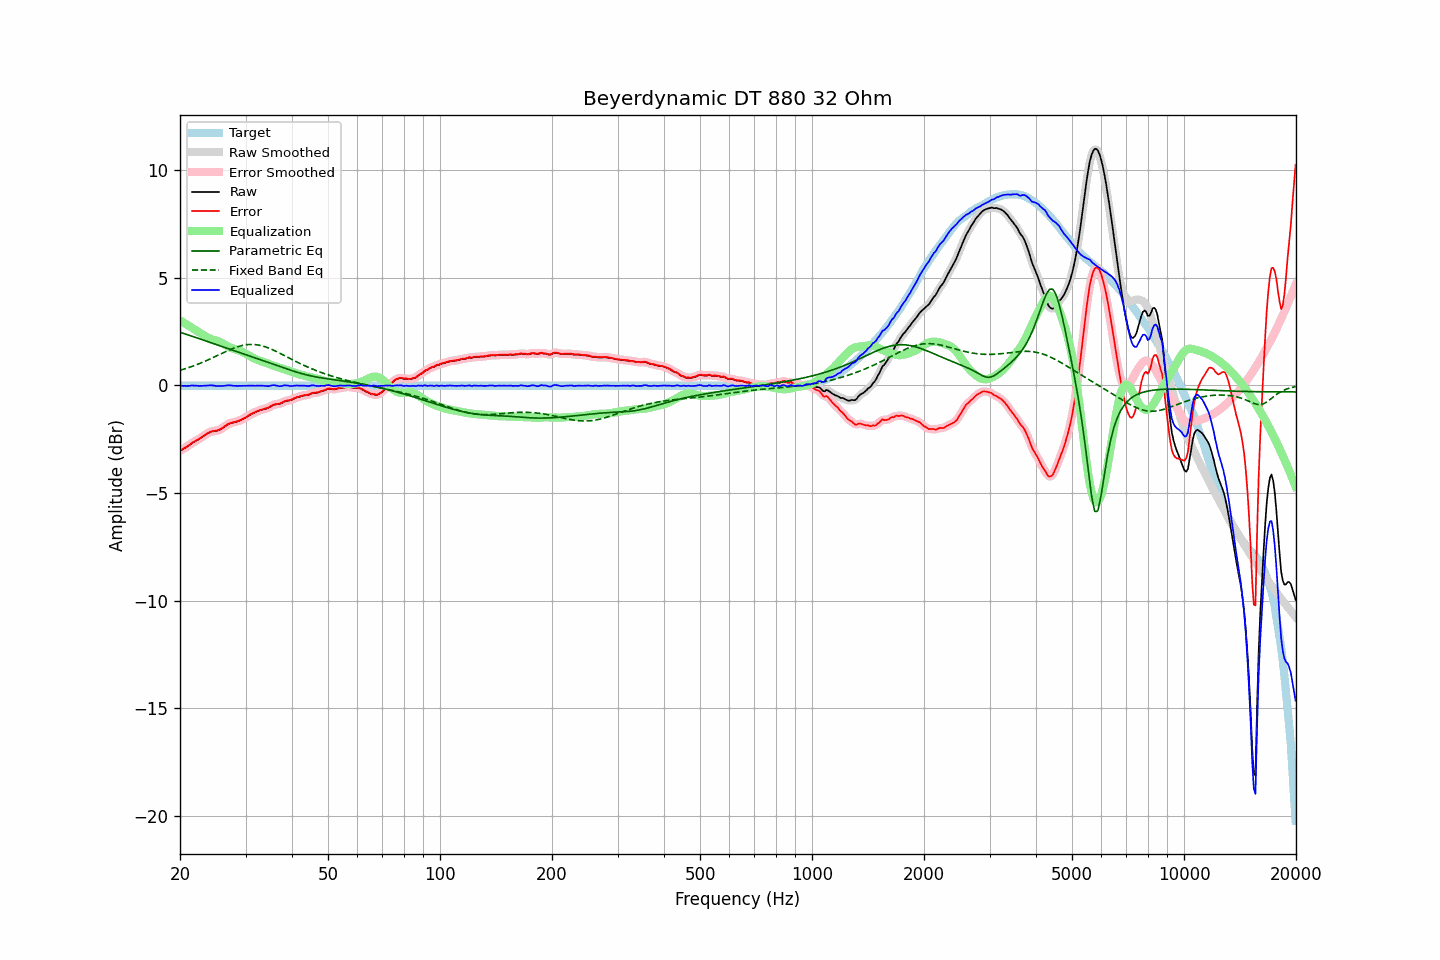 Beyerdynamic DT 880 32 Ohm
Target
Raw Smoothed
Error Smoothed
Raw
Error
Equalization
Parametric Eq
Fixed Band Eq
Equalized
10
5
0
−5
−10
−15
−20
Amplitude (dBr)
20 50 100 200 500 1000 2000 5000 10000 20000
Frequency (Hz)